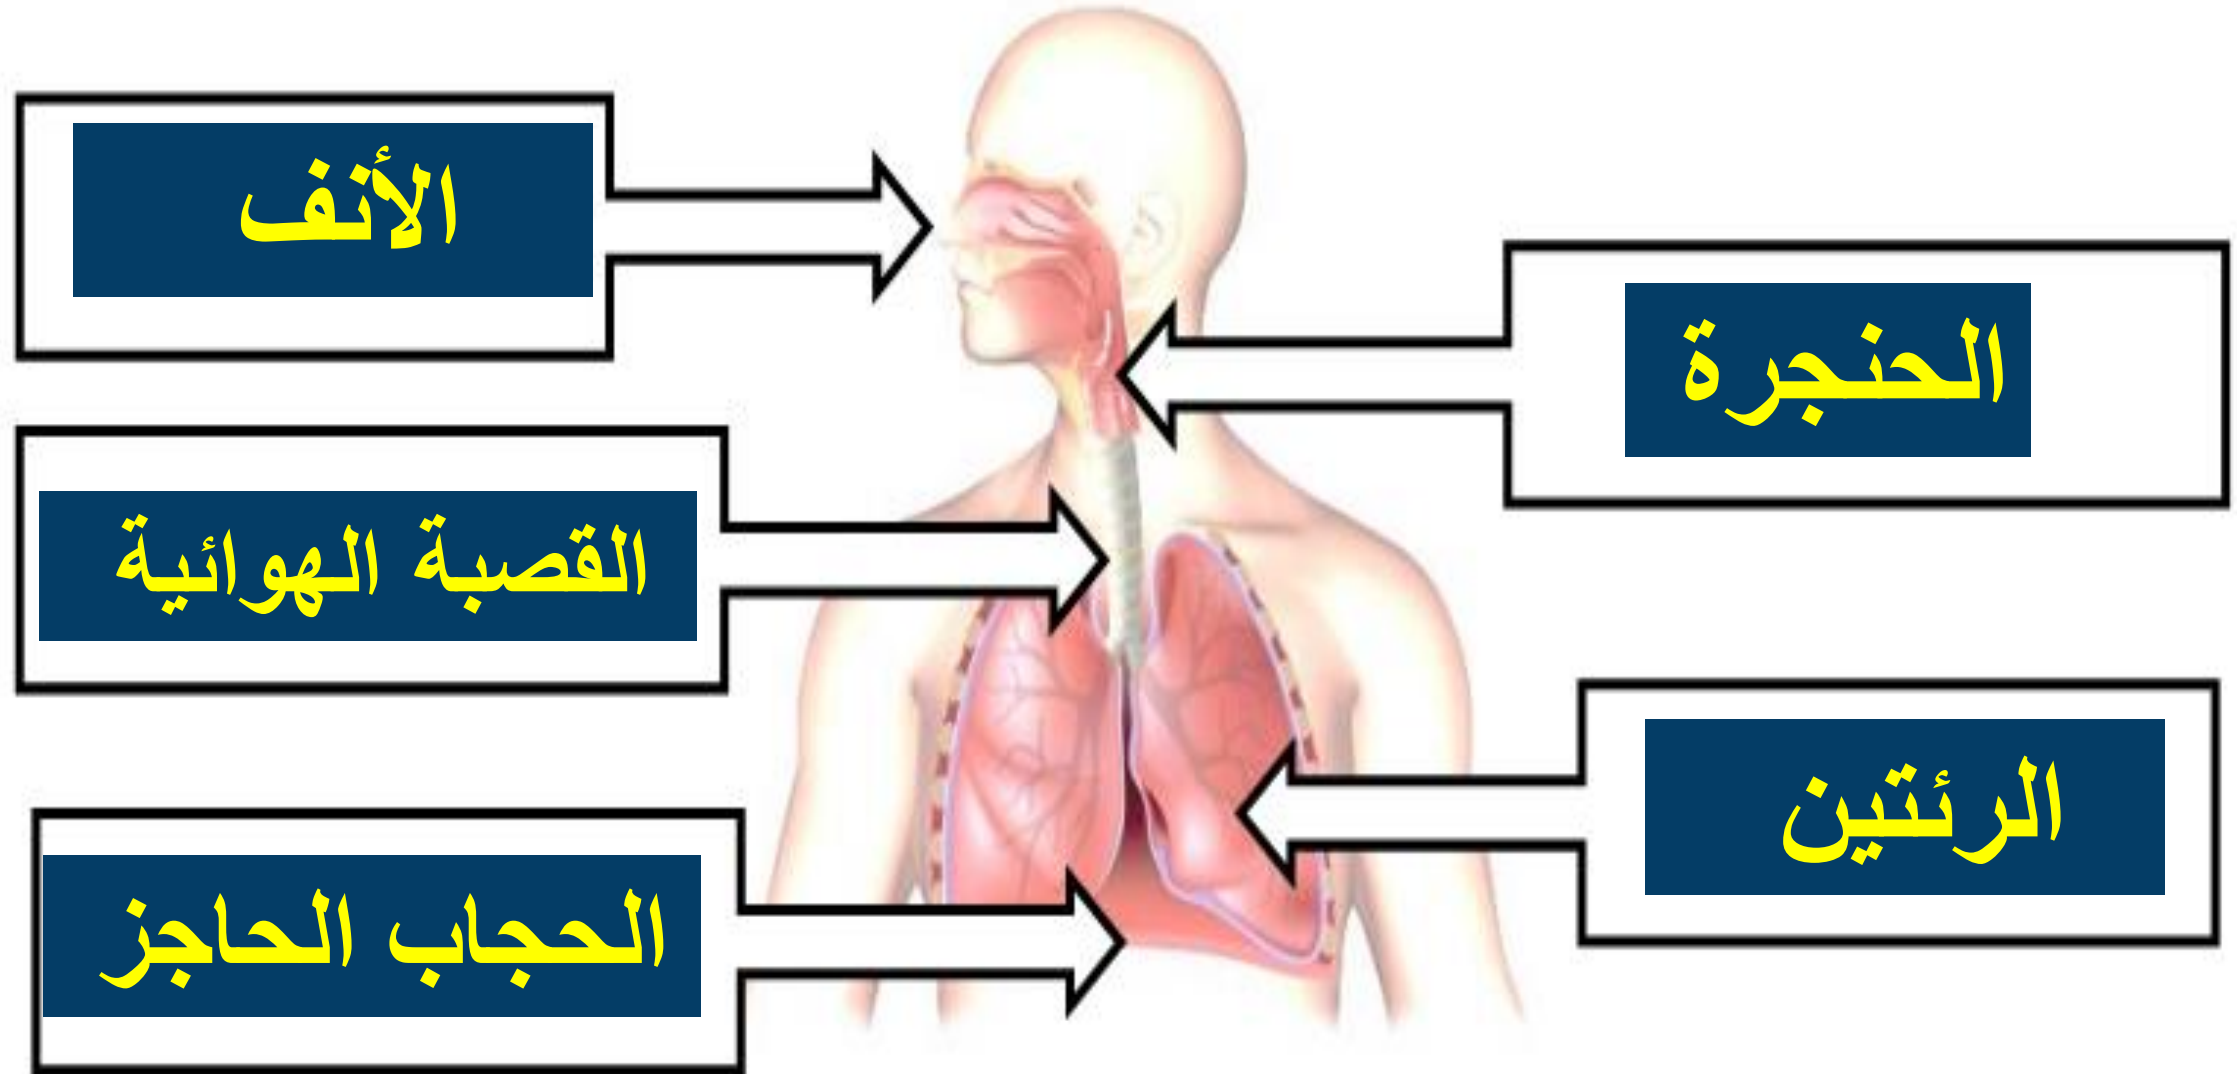 الأنف
الحنجرة
القصبة الهوائية
الرئتين
الحجاب الحاجز